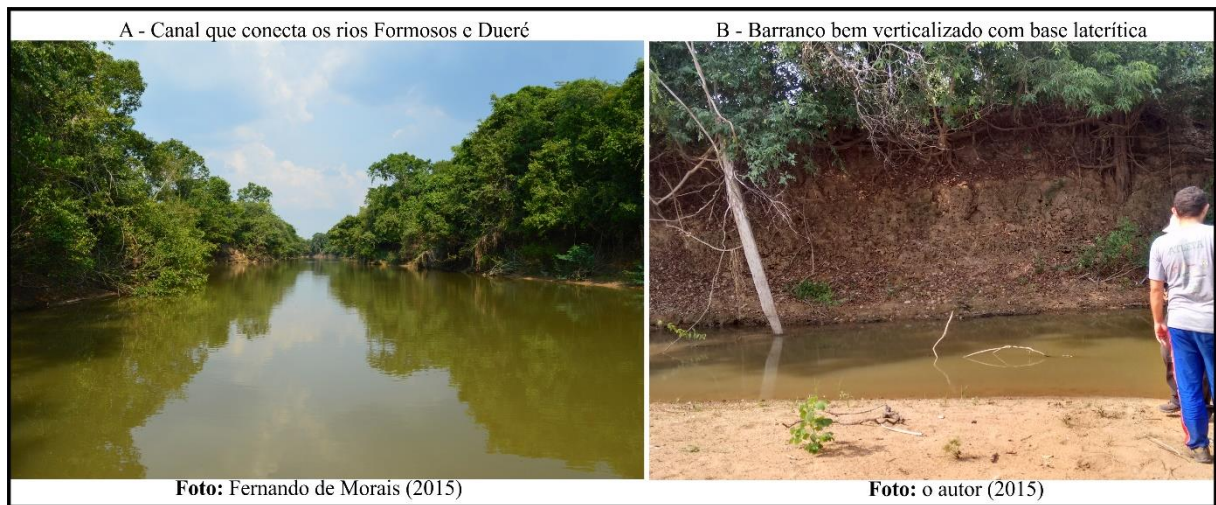 A - Canal que conecta os rios Formosos e Dueré
B - Barranco bem verticalizado com base laterítica
Foto: Fernando de Morais (2015)
Foto: o autor (2015)